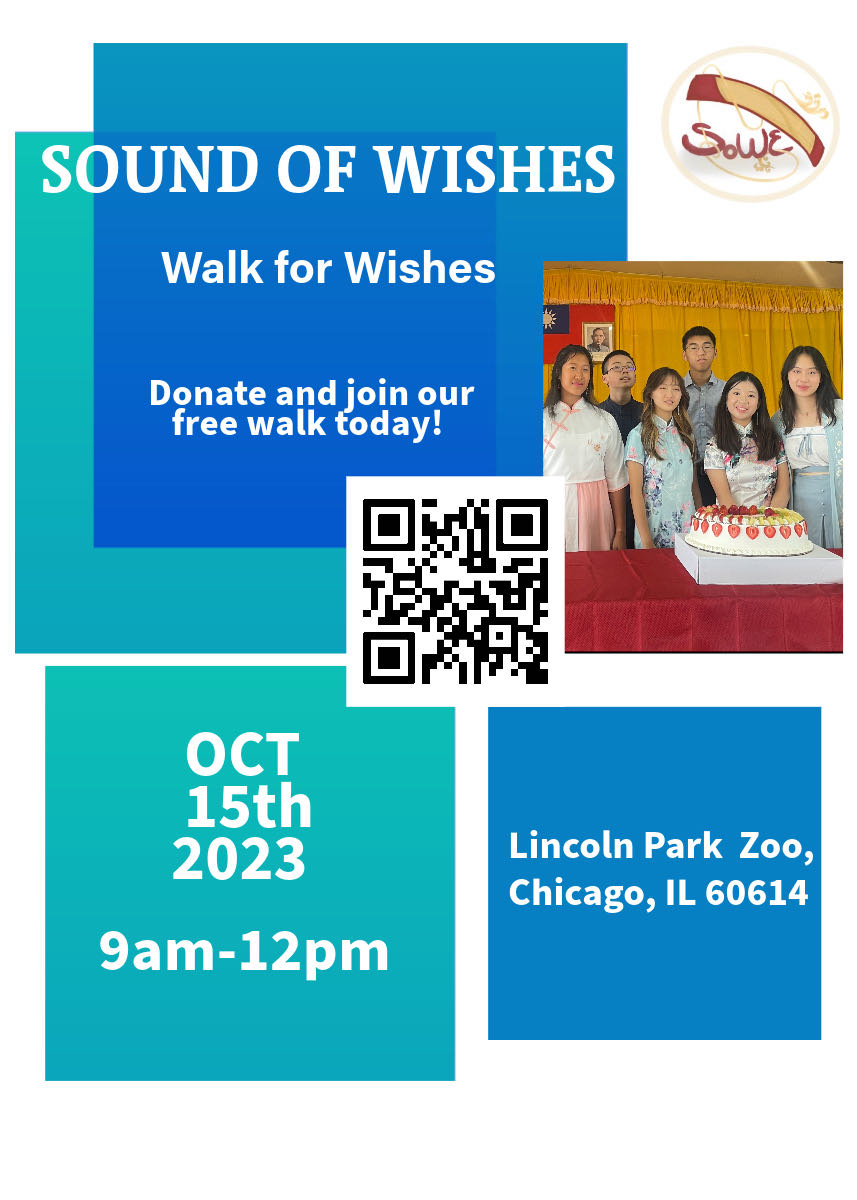 SOUND OF WISHES
SOWE
Walk for Wishes
Donate and join our
free walk today!
OCT
15th
2023
9am-12pm
Lincoln Park Zoo,
Chicago, IL 60614